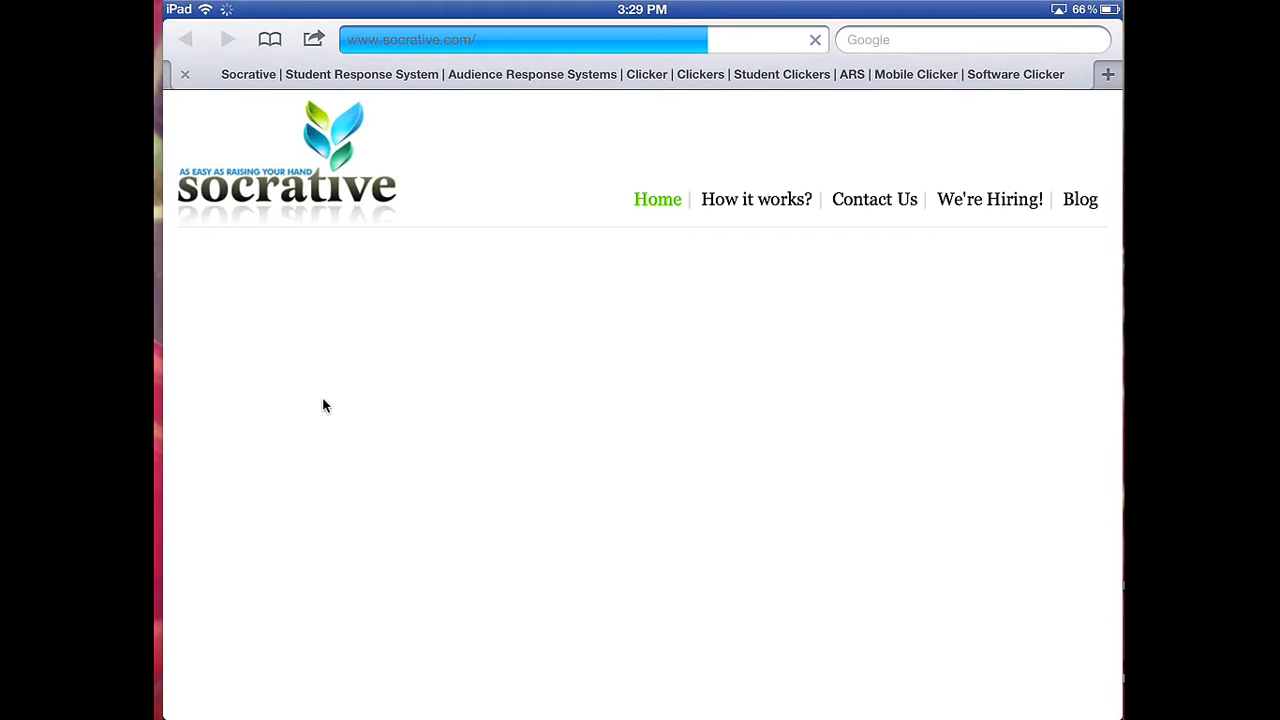 iPad 3:29 PM 66%
www.socrative.com/ Google
Socrative | Student Response System | Audience Response Systems | Clicker | Clickers | Student Clickers | ARS | Mobile Clicker | Software Clicker
AS EASY AS RAISING YOUR HAND
socrative
Home How it works? Contact Us We're Hiring! Blog